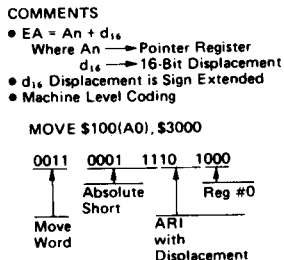 COMMENTS
• EA = An + d16
Where An → Pointer Register
d16 → 16-Bit Displacement
• d16 Displacement is Sign Extended
• Machine Level Coding
MOVE $100(A0), $3000
0011 0001 1110 1000
Absolute Short
Reg #0
Move Word
ARI with Displacement